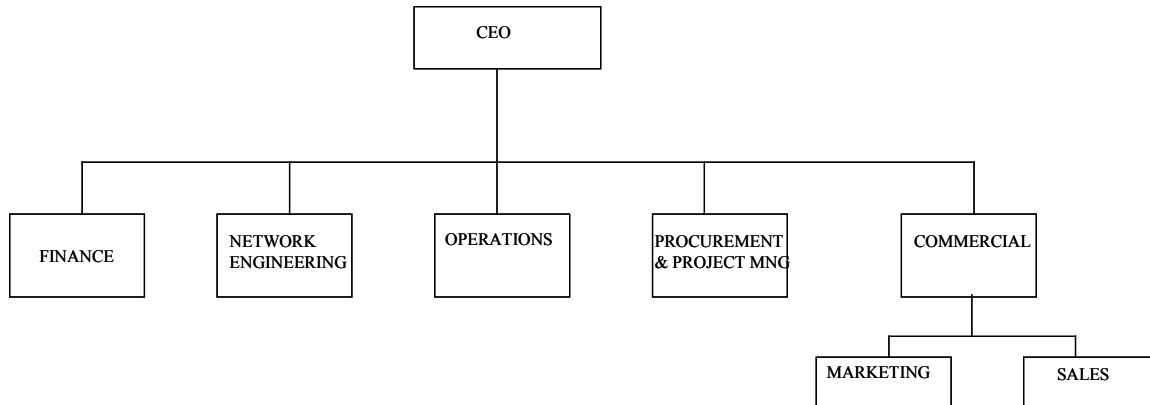 CEO
FINANCE
NETWORK
ENGINEERING
OPERATIONS
PROCUREMENT
& PROJECT MNG
COMMERCIAL
MARKETING
SALES